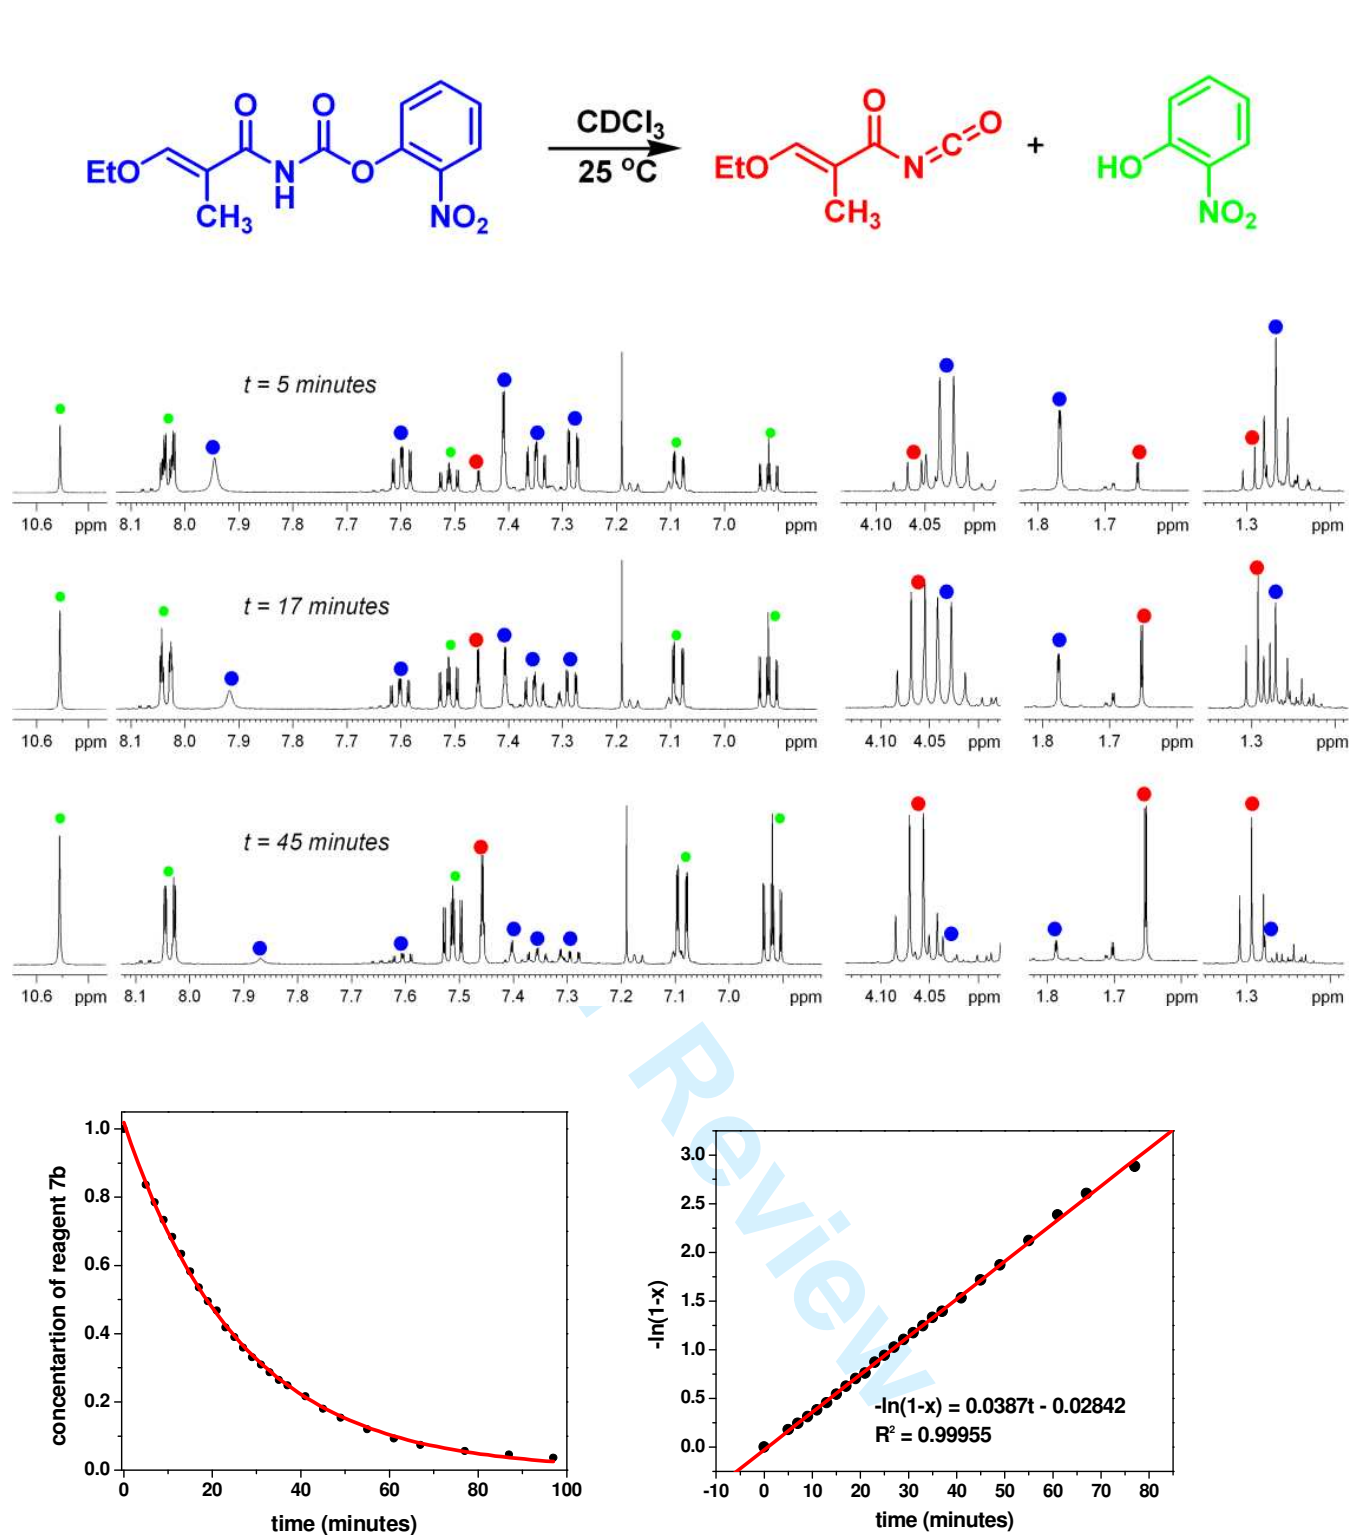 O O
EtO N H O
CH3 NO2
CDCl3
25 °C
O
EtO N C O
CH3
+
HO
NO2
t = 5 minutes
10.6 ppm 8.1 8.0 7.9 7.8 7.7 7.6 7.5 7.4 7.3 7.2 7.1 7.0 ppm 4.10 4.05 ppm 1.8 1.7 ppm 1.3 ppm
t = 17 minutes
10.6 ppm 8.1 8.0 7.9 7.8 7.7 7.6 7.5 7.4 7.3 7.2 7.1 7.0 ppm 4.10 4.05 ppm 1.8 1.7 ppm 1.3 ppm
t = 45 minutes
10.6 ppm 8.1 8.0 7.9 7.8 7.7 7.6 7.5 7.4 7.3 7.2 7.1 7.0 ppm 4.10 4.05 ppm 1.8 1.7 ppm 1.3 ppm
Review
concentartion of reagent 7b
1.0
0.8
0.6
0.4
0.2
0.0
0 20 40 60 80 100
time (minutes)
-ln(1-x)
3.0
2.5
2.0
1.5
1.0
0.5
0.0
-ln(1-x) = 0.0387t - 0.02842
R² = 0.99955
-10 0 10 20 30 40 50 60 70 80
time (minutes)